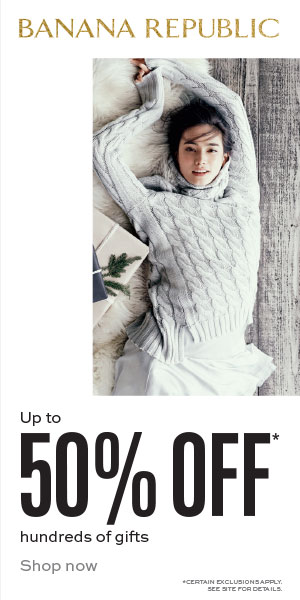 BANANA REPUBLIC
Up to
50% OFF*
hundreds of gifts
Shop now
*CERTAIN EXCLUSIONS APPLY.
SEE SITE FOR DETAILS.